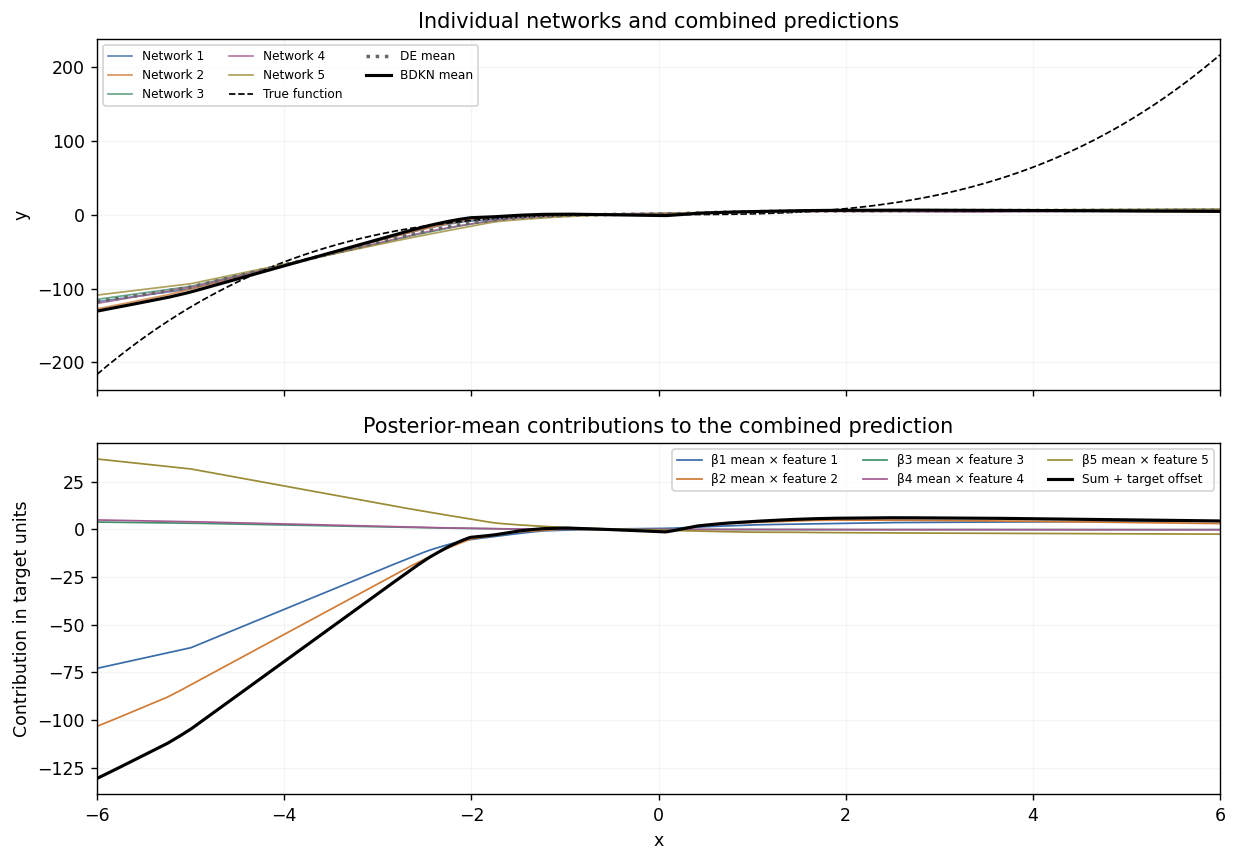 Individual networks and combined predictions
Network 1
Network 2
Network 3
Network 4
Network 5
True function
DE mean
BDKN mean
200
100
0
−100
−200
y
Posterior-mean contributions to the combined prediction
β1 mean × feature 1
β2 mean × feature 2
β3 mean × feature 3
β4 mean × feature 4
β5 mean × feature 5
Sum + target offset
25
0
−25
−50
−75
−100
−125
Contribution in target units
−6
−4
−2
0
2
4
6
x